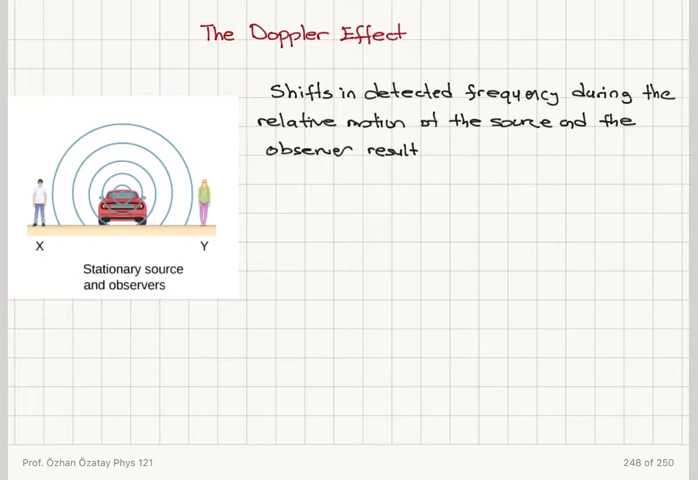 The Doppler Effect
Shifts in detected frequency during the
relative motion of the source and the
observer result
X
Y
Stationary source
and observers
Prof. Özhan Özatay Phys 121
248 of 250